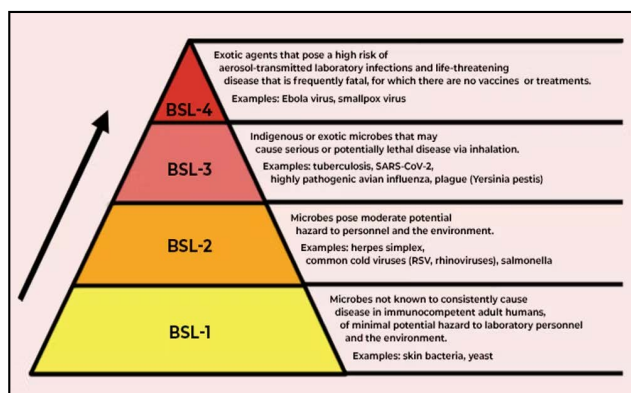 Exotic agents that pose a high risk of
aerosol-transmitted laboratory infections and life-threatening
disease that is frequently fatal, for which there are no vaccines or treatments.
Examples: Ebola virus, smallpox virus
BSL-4
Indigenous or exotic microbes that may
cause serious or potentially lethal disease via inhalation.
Examples: tuberculosis, SARS-CoV-2,
highly pathogenic avian influenza, plague (Yersinia pestis)
BSL-3
Microbes pose moderate potential
hazard to personnel and the environment.
Examples: herpes simplex,
common cold viruses (RSV, rhinoviruses), salmonella
BSL-2
Microbes not known to consistently cause
disease in immunocompetent adult humans,
of minimal potential hazard to laboratory personnel
and the environment.
Examples: skin bacteria, yeast
BSL-1